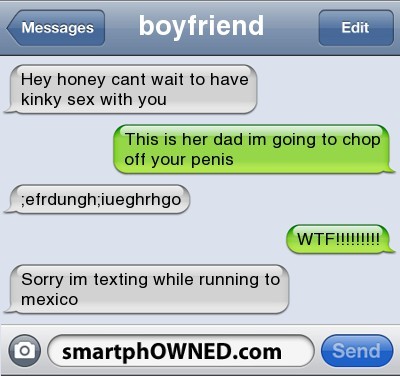 Messages
boyfriend
Edit
Hey honey cant wait to have
kinky sex with you
This is her dad im going to chop
off your penis
;efrdungh;iueghrhgo
WTF!!!!!!!!!
Sorry im texting while running to
mexico
smartphOWNED.com
Send